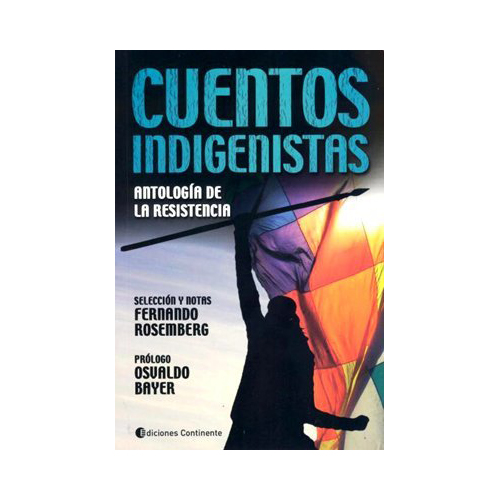 CUENTOS
INDIGENISTAS
ANTOLOGÍA DE
LA RESISTENCIA
SELECCIÓN Y NOTAS
FERNANDO
ROSEMBERG
PRÓLOGO
OSVALDO
BAYER
Ediciones Continente